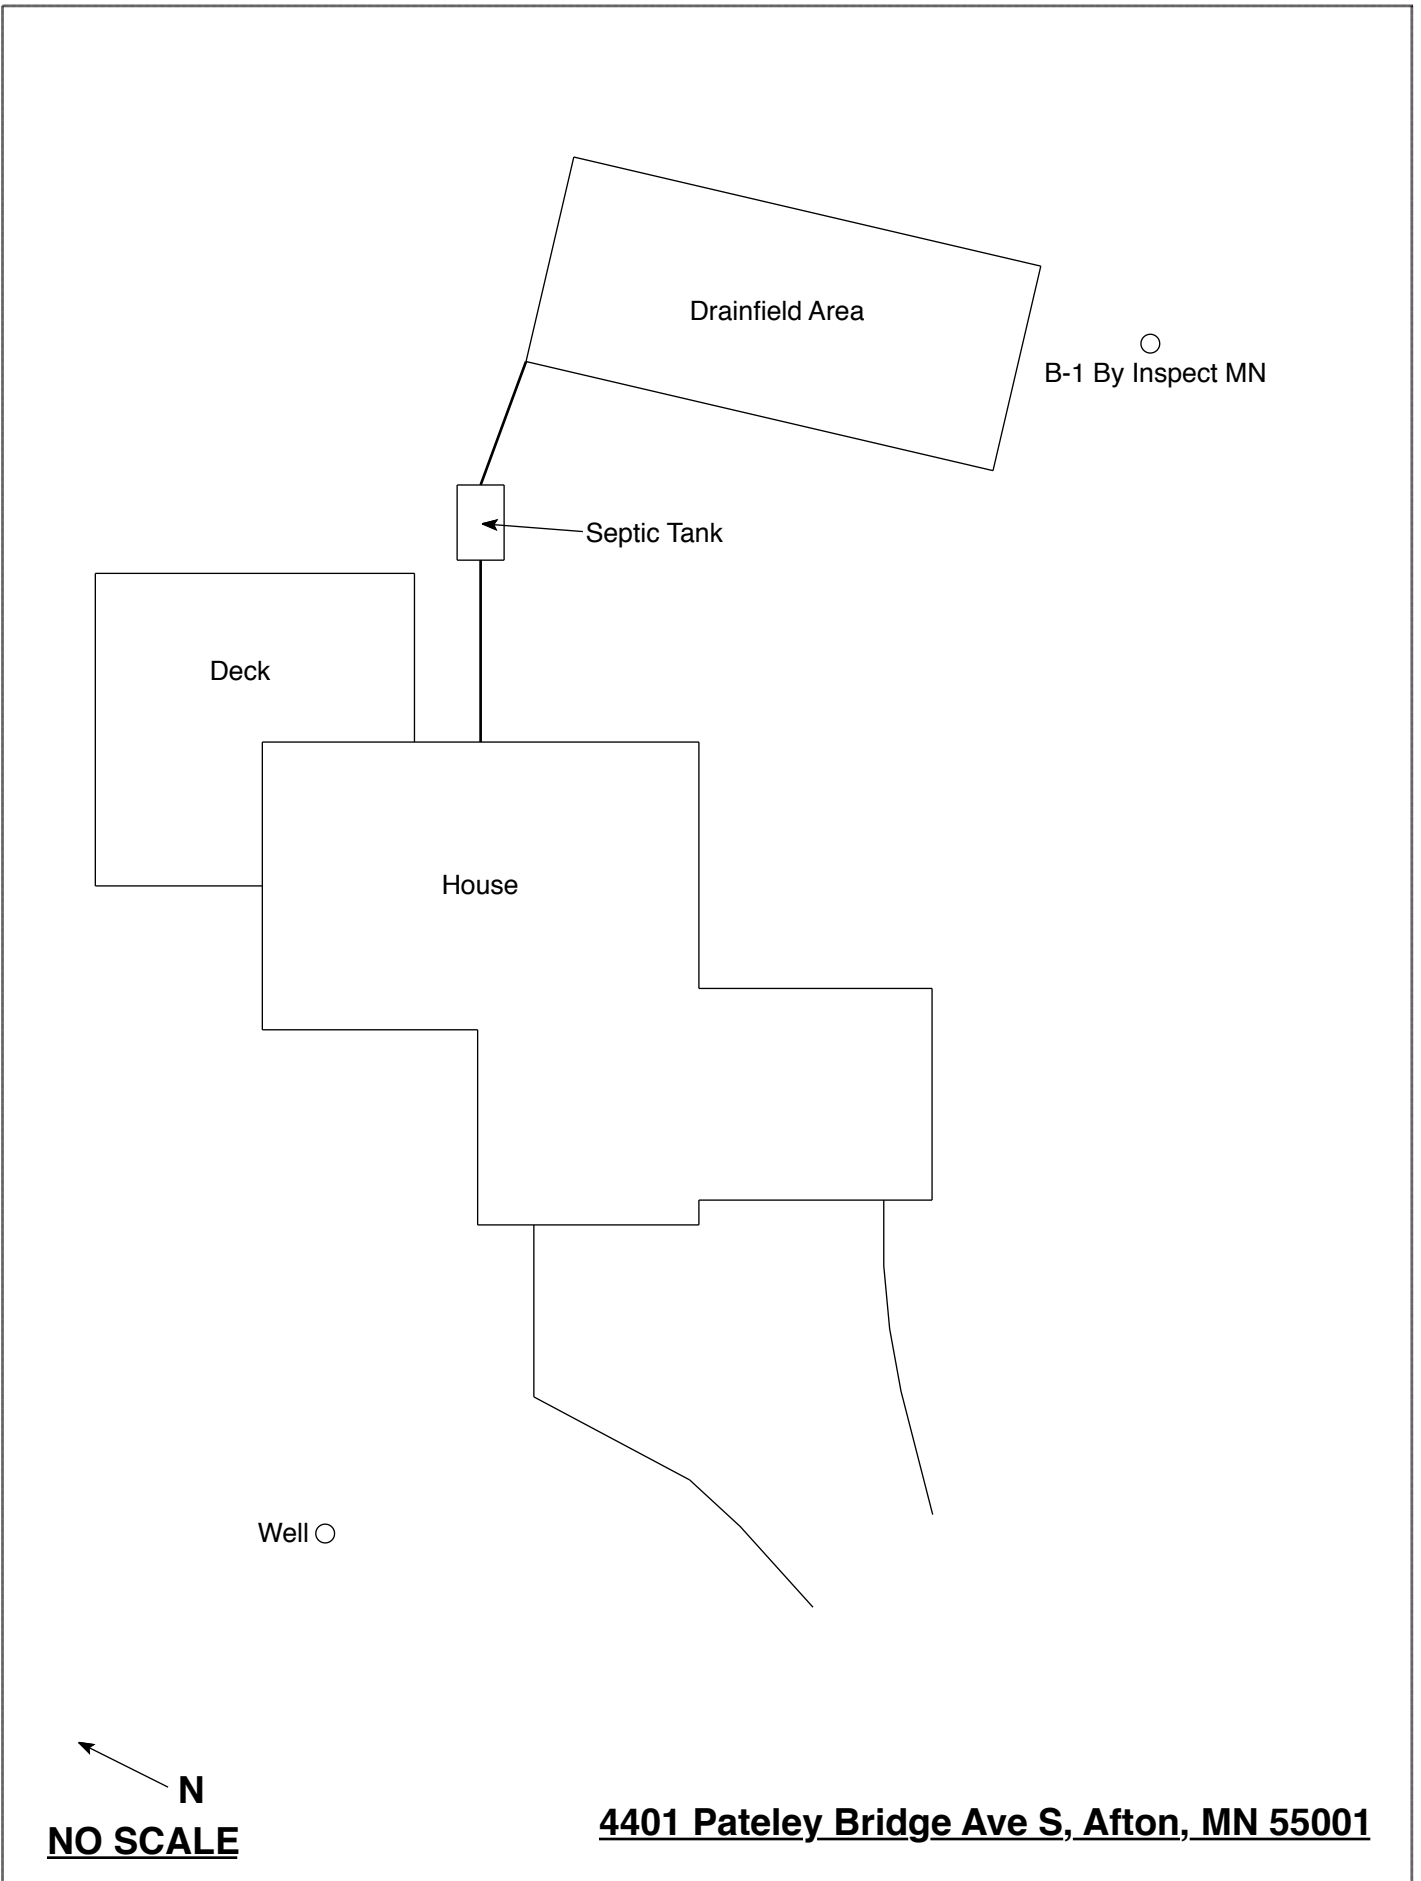 Drainfield Area
B-1 By Inspect MN
Septic Tank
Deck
House
Well
N
NO SCALE
4401 Pateley Bridge Ave S, Afton, MN 55001